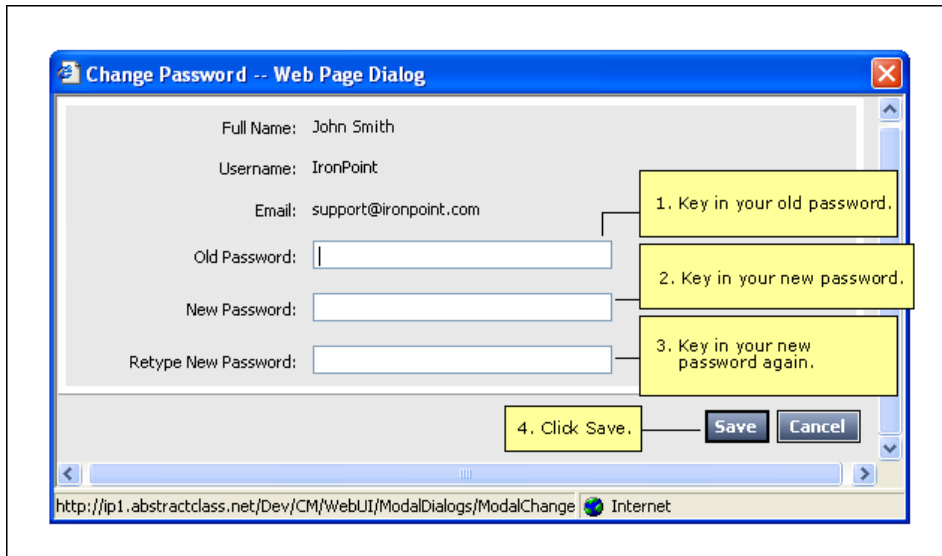 Change Password -- Web Page Dialog
Full Name: John Smith
Username: IronPoint
Email: support@ironpoint.com
1. Key in your old password.
Old Password:
2. Key in your new password.
New Password:
3. Key in your new
password again.
Retype New Password:
4. Click Save.
Save Cancel
http://ip1.abstractclass.net/Dev/CM/WebUI/ModalDialogs/ModalChange Internet